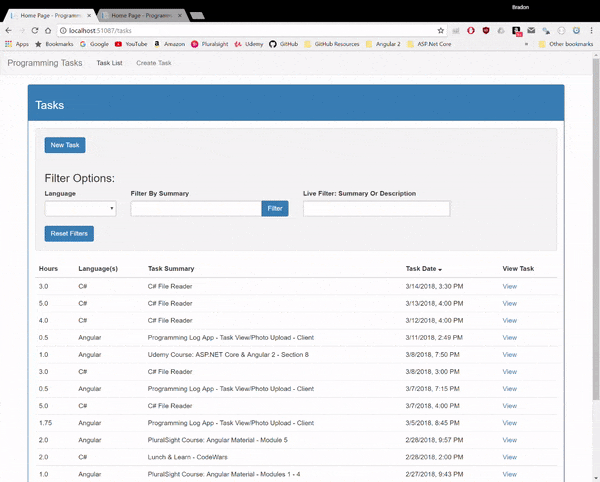 Bradon
Home Page - Programm
Home Page - Programm
localhost:51087/tasks
Apps Bookmarks Google YouTube Amazon Pluralsight Udemy GitHub GitHub Resources Angular 2 ASP.Net Core Other bookmarks
Programming Tasks Task List Create Task
Tasks
New Task
Filter Options:
Language Filter By Summary Live Filter: Summary Or Description
Filter
Reset Filters
Hours Language(s) Task Summary Task Date View Task
3.0 C# C# File Reader 3/14/2018, 3:30 PM View
5.0 C# C# File Reader 3/13/2018, 4:00 PM View
4.0 C# C# File Reader 3/12/2018, 4:00 PM View
0.5 Angular Programming Log App - Task View/Photo Upload - Client 3/11/2018, 2:49 PM View
1.0 Angular Udemy Course: ASP.NET Core & Angular 2 - Section 8 3/8/2018, 7:50 PM View
3.0 C# C# File Reader 3/8/2018, 3:00 PM View
0.5 Angular Programming Log App - Task View/Photo Upload - Client 3/7/2018, 7:15 PM View
5.0 C# C# File Reader 3/7/2018, 4:00 PM View
1.75 Angular Programming Log App - Task View/Photo Upload - Client 3/5/2018, 8:45 PM View
2.0 Angular PluralSight Course: Angular Material - Module 5 2/28/2018, 9:57 PM View
2.0 C# Lunch & Learn - CodeWars 2/28/2018, 2:00 PM View
1.0 Angular PluralSight Course: Angular Material - Modules 1 - 4 2/27/2018, 9:43 PM View